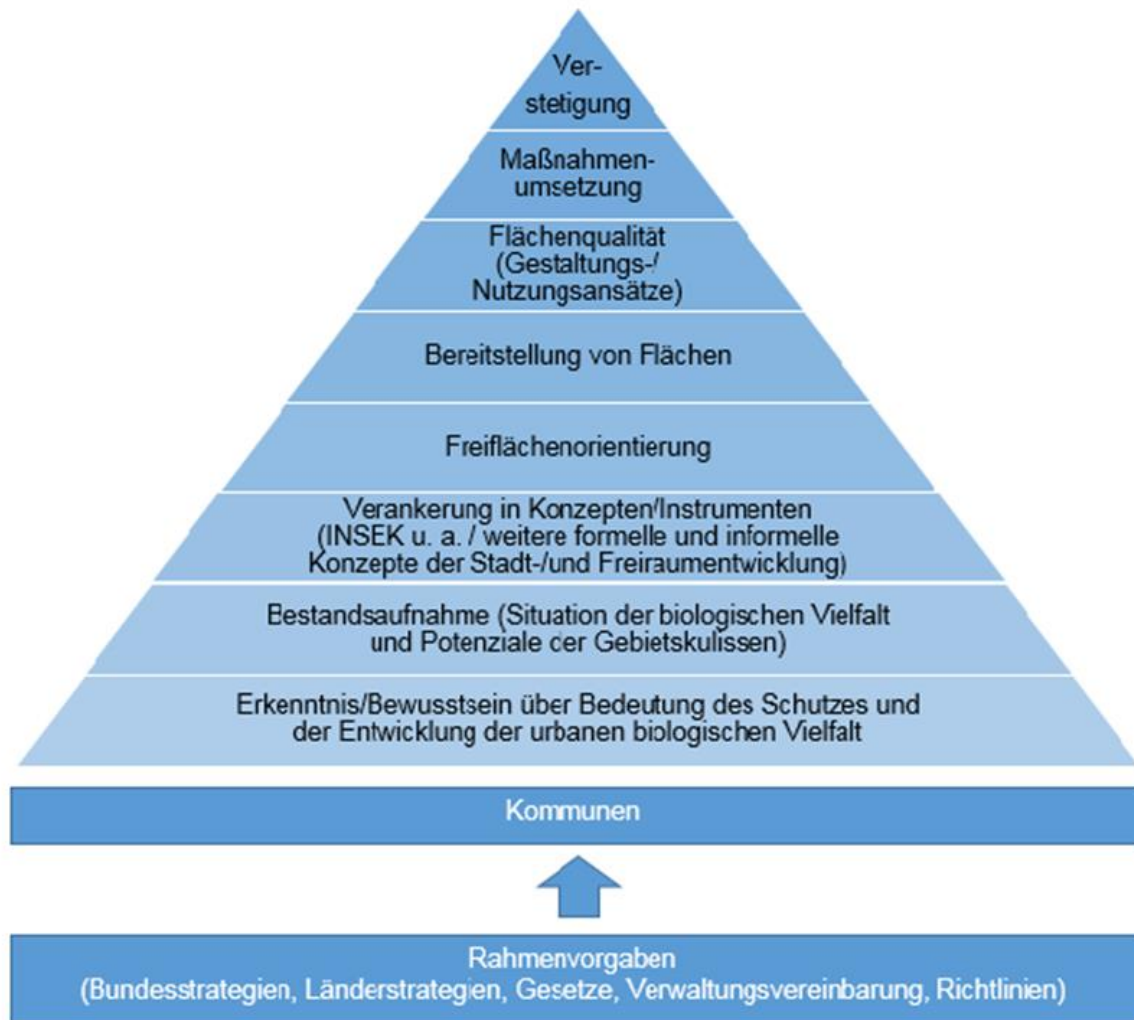 Ver-
stetigung
Maßnahmen-
umsetzung
Flächenqualität
(Gestaltungs-/
Nutzungsansätze)
Bereitstellung von Flächen
Freiflächenorientierung
Verankerung in Konzepten/Instrumenten
(INSEK u. a. / weitere formelle und informelle
Konzepte der Stadt-/und Freiraumentwicklung)
Bestandsaufnahme (Situation der biologischen Vielfalt
und Potenziale der Gebietskulissen)
Erkenntnis/Bewusstsein über Bedeutung des Schutzes und
der Entwicklung der urbanen biologischen Vielfalt
Kommunen
Rahmenvorgaben
(Bundesstrategien, Länderstrategien, Gesetze, Verwaltungsvereinbarung, Richtlinien)